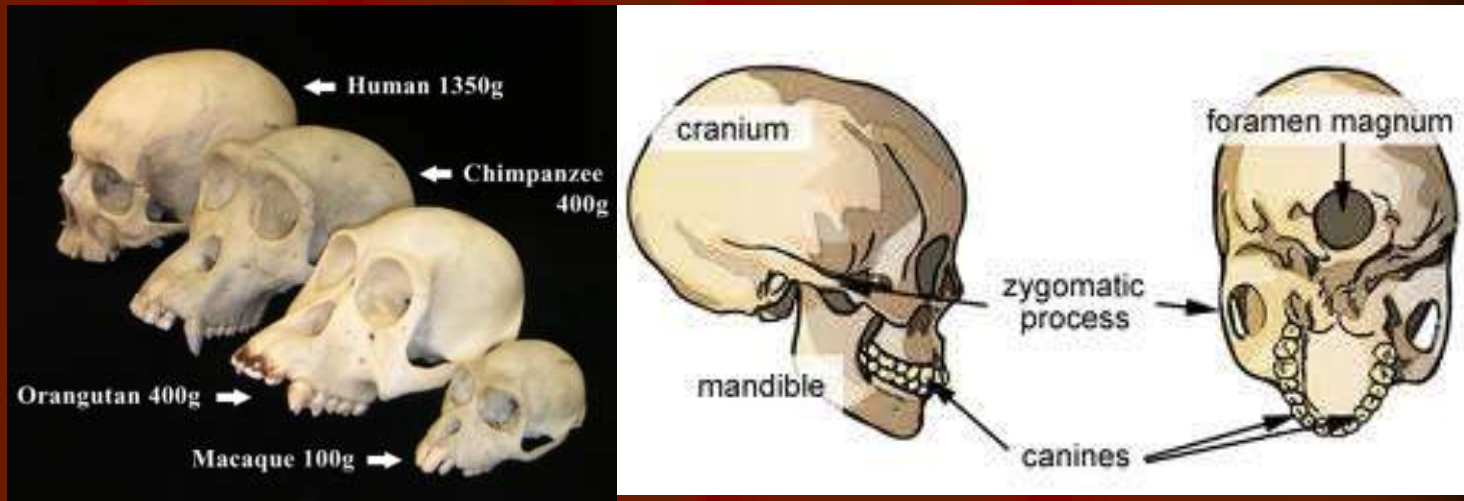 Human 1350g
Chimpanzee
400g
Orangutan 400g
Macaque 100g
cranium
foramen magnum
zygomatic
process
mandible
canines